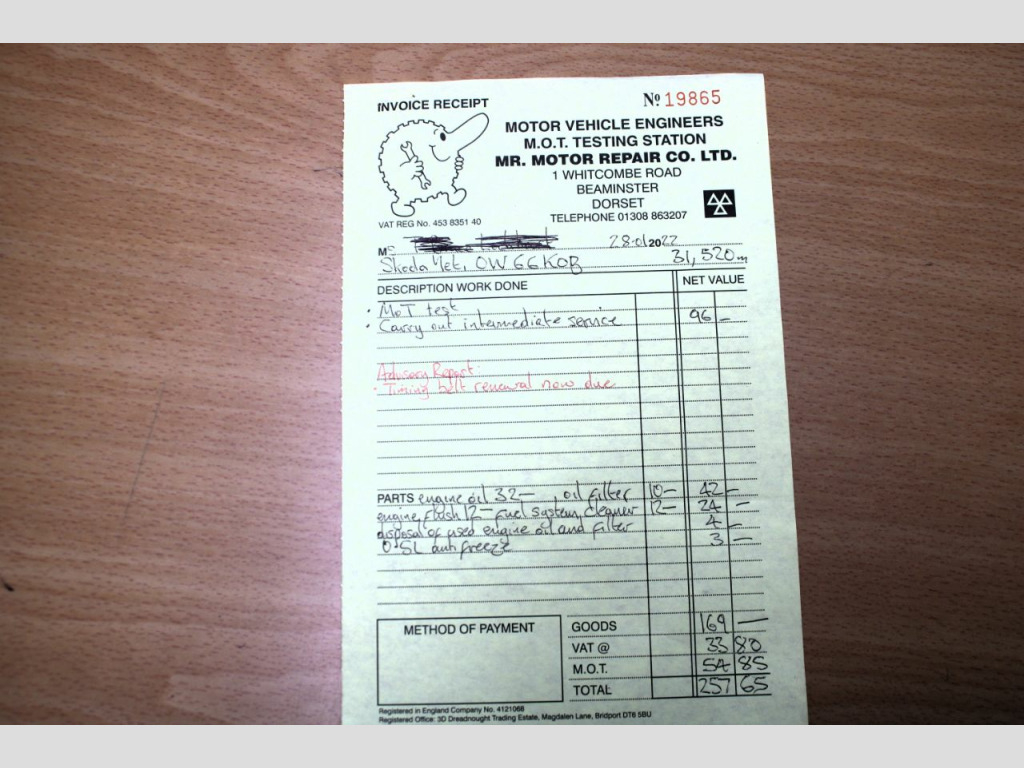 INVOICE RECEIPT
Nº 19865
MOTOR VEHICLE ENGINEERS
M.O.T. TESTING STATION
MR. MOTOR REPAIR CO. LTD.
1 WHITCOMBE ROAD
BEAMINSTER
DORSET
TELEPHONE 01308 863207
VAT REG No. 453 8351 40
M 28-01 2022
Skoda Yeti, OW66KOB 31,520m
DESCRIPTION WORK DONE NET VALUE
· MoT test
· Carry out intermediate service 96 –
Advisory Report:
· Timing belt renewal now due
PARTS engine oil 32– oil filter 10– 42 –
engine flush 12– fuel system cleaner 12– 24 –
disposal of used engine oil and filter 4 –
0·5L antifreeze 3 –
METHOD OF PAYMENT
GOODS 169 –
VAT @ 33 80
M.O.T. 54 85
TOTAL 257 65
Registered in England Company No. 4121068
Registered Office: 3D Dreadnought Trading Estate, Magdalen Lane, Bridport DT6 5BU